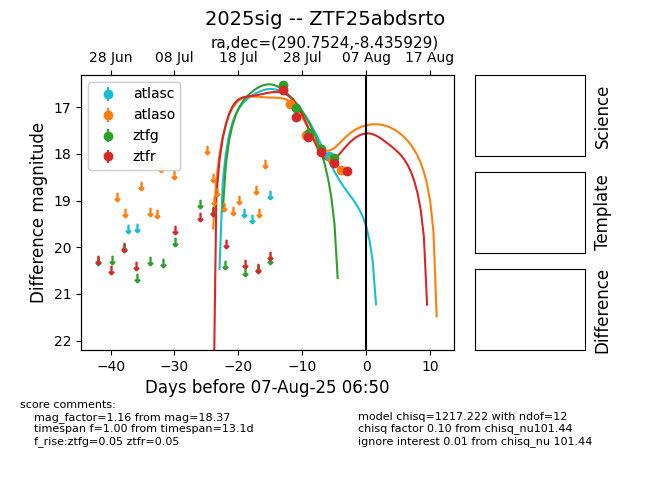 2025sig -- ZTF25abdsrto
ra,dec=(290.7524,-8.435929)
28 Jun 08 Jul 18 Jul 28 Jul 07 Aug 17 Aug
atlasc
atlaso
ztfg
ztfr
17
18
19
20
21
22
Difference magnitude
−40 −30 −20 −10 0 10
Days before 07-Aug-25 06:50
Science
Template
Difference
score comments:
mag_factor=1.16 from mag=18.37
timespan f=1.00 from timespan=13.1d
f_rise:ztfg=0.05 ztfr=0.05
model chisq=1217.222 with ndof=12
chisq factor 0.10 from chisq_nu101.44
ignore interest 0.01 from chisq_nu 101.44